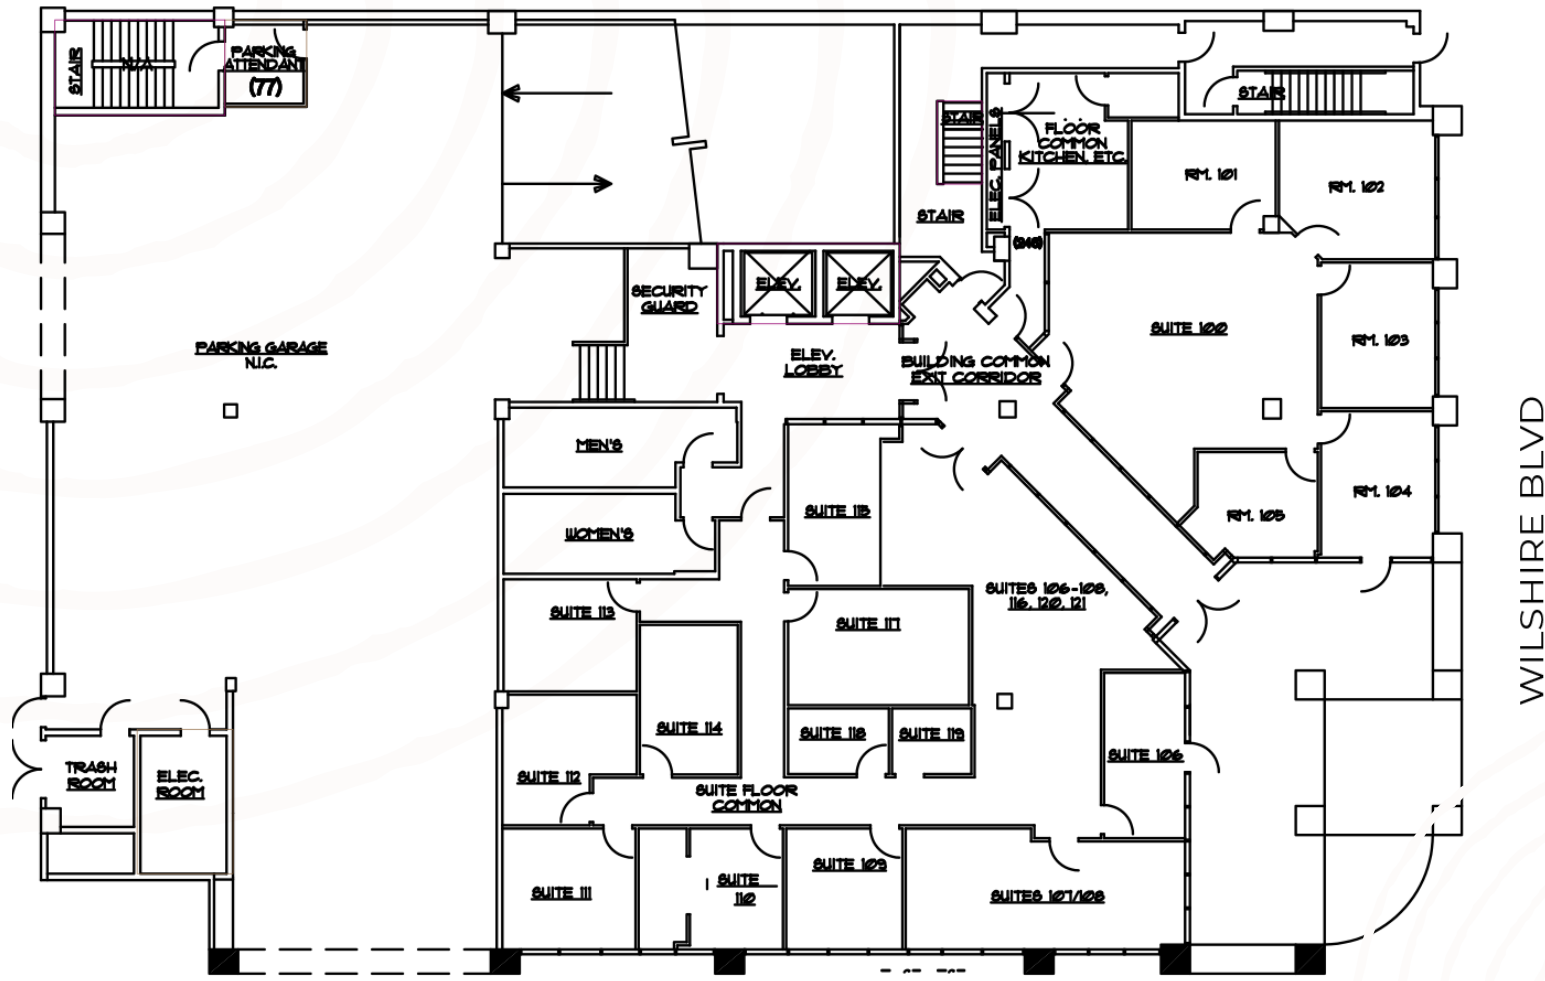 STAIR
N/A
PARKING
ATTENDANT
(77)
STAIR
STAIR
ELEC. PANELS
FLOOR
COMMON
KITCHEN, ETC.
RM. 101
RM. 102
STAIR
(246)
SECURITY
GUARD
ELEV.
ELEV.
SUITE 100
RM. 103
PARKING GARAGE
N.I.C.
ELEV.
LOBBY
BUILDING COMMON
EXIT CORRIDOR
MEN'S
WOMEN'S
SUITE 115
RM. 104
RM. 105
WILSHIRE BLVD
SUITES 106-108,
116, 120, 121
SUITE 113
SUITE 117
SUITE 114
SUITE 118
SUITE 119
SUITE 106
TRASH
ROOM
ELEC.
ROOM
SUITE 112
SUITE FLOOR
COMMON
SUITE 111
SUITE
110
SUITE 109
SUITES 107/108